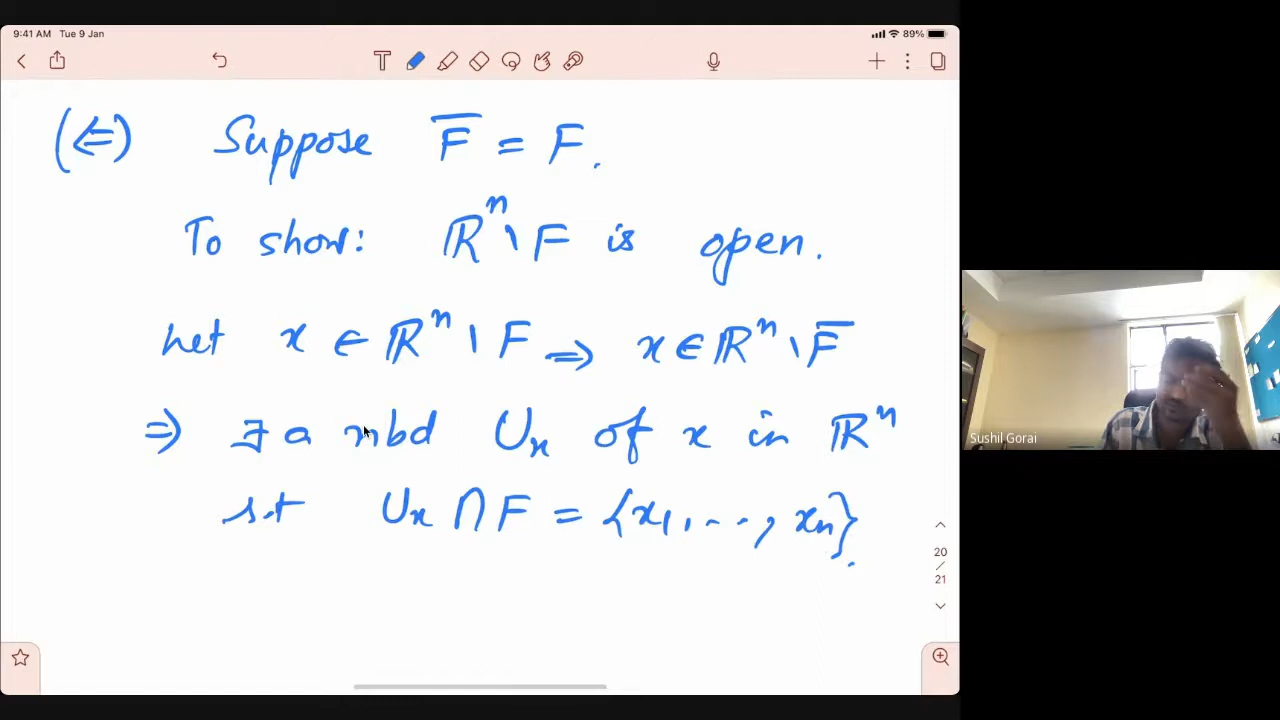 9:41 AM Tue 9 Jan
89%
T
(⇐) Suppose F̅ = F.
To show: ℝⁿ \ F is open.
Let x ∈ ℝⁿ \ F ⇒ x ∈ ℝⁿ \ F̅
⇒ ∃ a nbd Uₓ of x in ℝⁿ
s.t Uₓ ∩ F = {x₁, ..., xₙ}.
20
/
21
Sushil Gorai